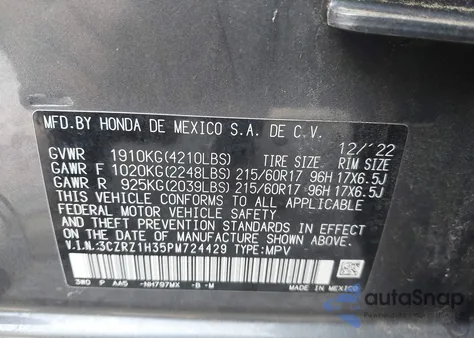 MFD.BY HONDA DE MEXICO S.A. DE C.V.
12/'22
GVWR 1910KG(4210LBS) TIRE SIZE RIM SIZE
GAWR F 1020KG(2248LBS) 215/60R17 96H 17X6.5J
GAWR R 925KG(2039LBS) 215/60R17 96H 17X6.5J
THIS VEHICLE CONFORMS TO ALL APPLICABLE
FEDERAL MOTOR VEHICLE SAFETY
STANDARDS IN EFFECT ON THE DATE OF
MANUFACTURE SHOWN ABOVE.
V.I.N.:3CZRZ1H35PM724429 TYPE:MPV
3W0 P AA5 -NH797MX -B -M MADE IN MEXICO
autoSnap